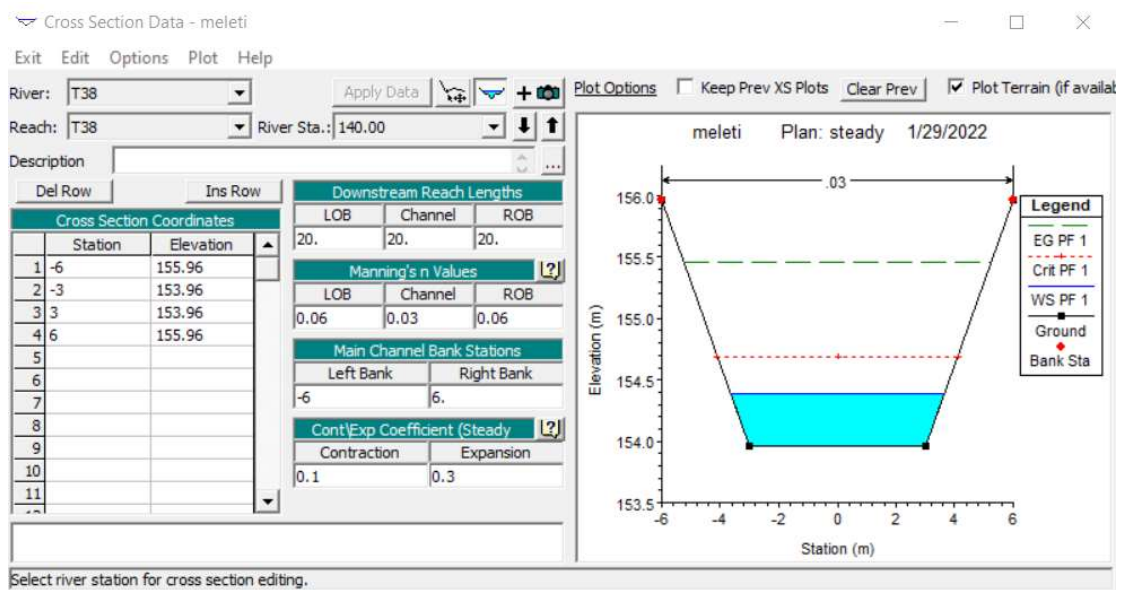 Cross Section Data - meleti
Exit Edit Options Plot Help
River: T38 Apply Data
Reach: T38 River Sta.: 140.00
Description ...
Del Row Ins Row
Cross Section Coordinates
Station Elevation
1 -6 155.96
2 -3 153.96
3 3 153.96
4 6 155.96
5
6
7
8
9
10
11
Downstream Reach Lengths
LOB Channel ROB
20. 20. 20.
Manning's n Values
LOB Channel ROB
0.06 0.03 0.06
Main Channel Bank Stations
Left Bank Right Bank
-6 6.
Cont\Exp Coefficient (Steady
Contraction Expansion
0.1 0.3
Plot Options Keep Prev XS Plots Clear Prev Plot Terrain (if availab
meleti Plan: steady 1/29/2022
.03
156.0
155.5
155.0
154.5
154.0
153.5
Elevation (m)
-6 -4 -2 0 2 4 6
Station (m)
Legend
EG PF 1
Crit PF 1
WS PF 1
Ground
Bank Sta
Select river station for cross section editing.